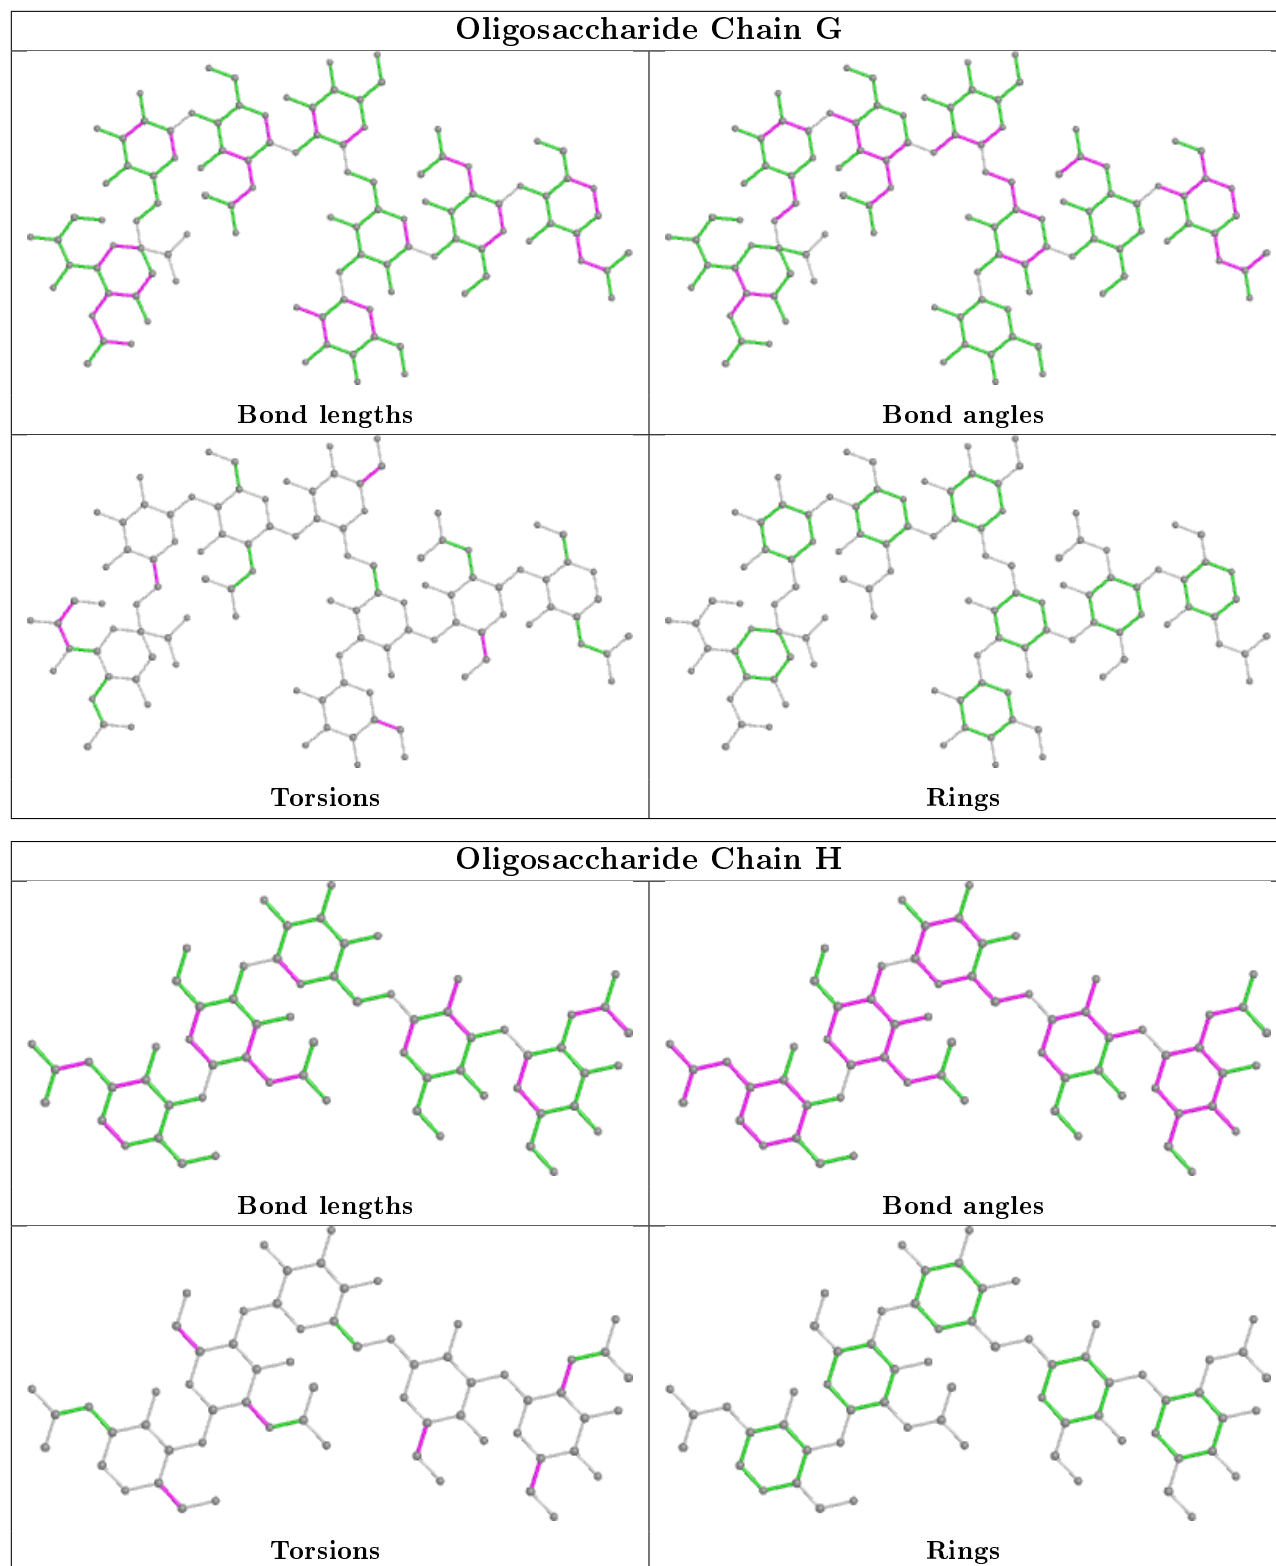 Oligosaccharide Chain G
Bond lengths
Bond angles
Torsions
Rings
Oligosaccharide Chain H
Bond lengths
Bond angles
Torsions
Rings